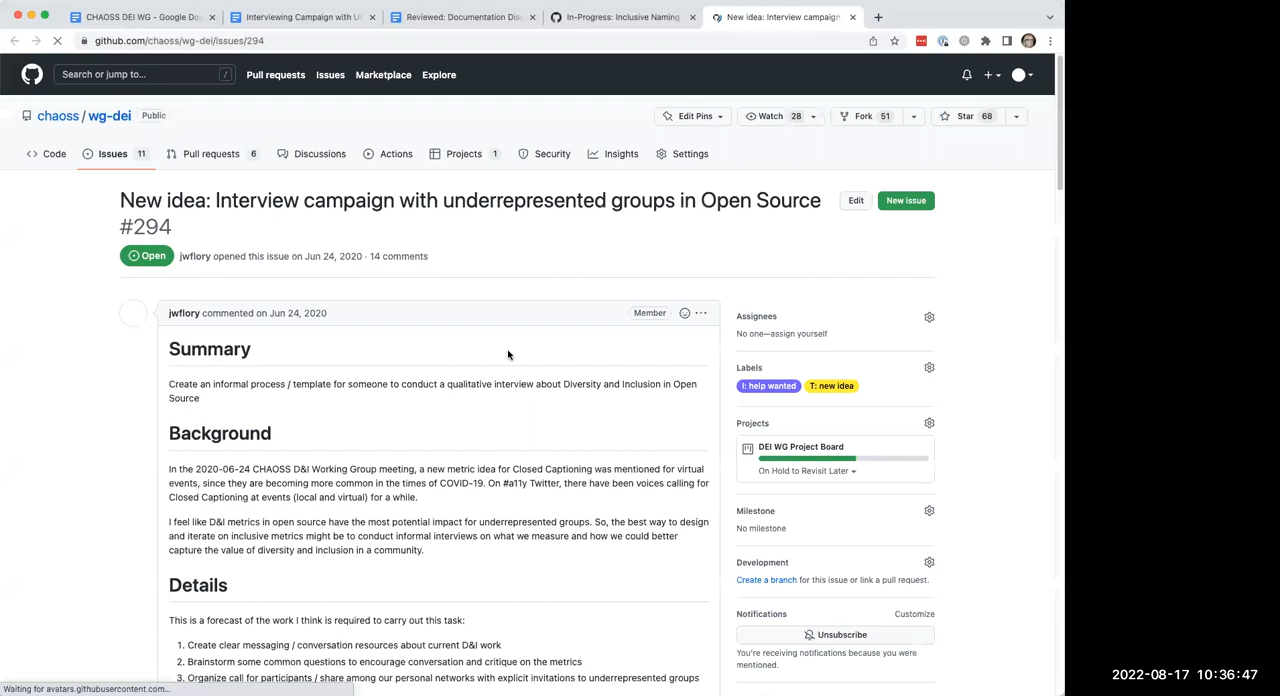 CHAOSS DEI WG - Google Do
Interviewing Campaign with U
Reviewed: Documentation Dis
In-Progress: Inclusive Naming
New idea: Interview campaign
github.com/chaoss/wg-dei/issues/294
Search or jump to...
/
Pull requests
Issues
Marketplace
Explore
chaoss / wg-dei
Public
Edit Pins
Watch 28
Fork 51
Star 68
Code
Issues 11
Pull requests 6
Discussions
Actions
Projects 1
Security
Insights
Settings
New idea: Interview campaign with underrepresented groups in Open Source
#294
Edit
New issue
Open
jwflory opened this issue on Jun 24, 2020 · 14 comments
jwflory commented on Jun 24, 2020
Member
Summary
Create an informal process / template for someone to conduct a qualitative interview about Diversity and Inclusion in Open
Source
Background
In the 2020-06-24 CHAOSS D&I Working Group meeting, a new metric idea for Closed Captioning was mentioned for virtual
events, since they are becoming more common in the times of COVID-19. On #a11y Twitter, there have been voices calling for
Closed Captioning at events (local and virtual) for a while.
I feel like D&I metrics in open source have the most potential impact for underrepresented groups. So, the best way to design
and iterate on inclusive metrics might be to conduct informal interviews on what we measure and how we could better
capture the value of diversity and inclusion in a community.
Details
This is a forecast of the work I think is required to carry out this task:
1. Create clear messaging / conversation resources about current D&I work
2. Brainstorm some common questions to encourage conversation and critique on the metrics
3. Organize call for participants / share among our personal networks with explicit invitations to underrepresented groups
Assignees
No one—assign yourself
Labels
I: help wanted
T: new idea
Projects
DEI WG Project Board
On Hold to Revisit Later
Milestone
No milestone
Development
Create a branch for this issue or link a pull request.
Notifications
Customize
Unsubscribe
You're receiving notifications because you were
mentioned.
Waiting for avatars.githubusercontent.com...
2022-08-17 10:36:47